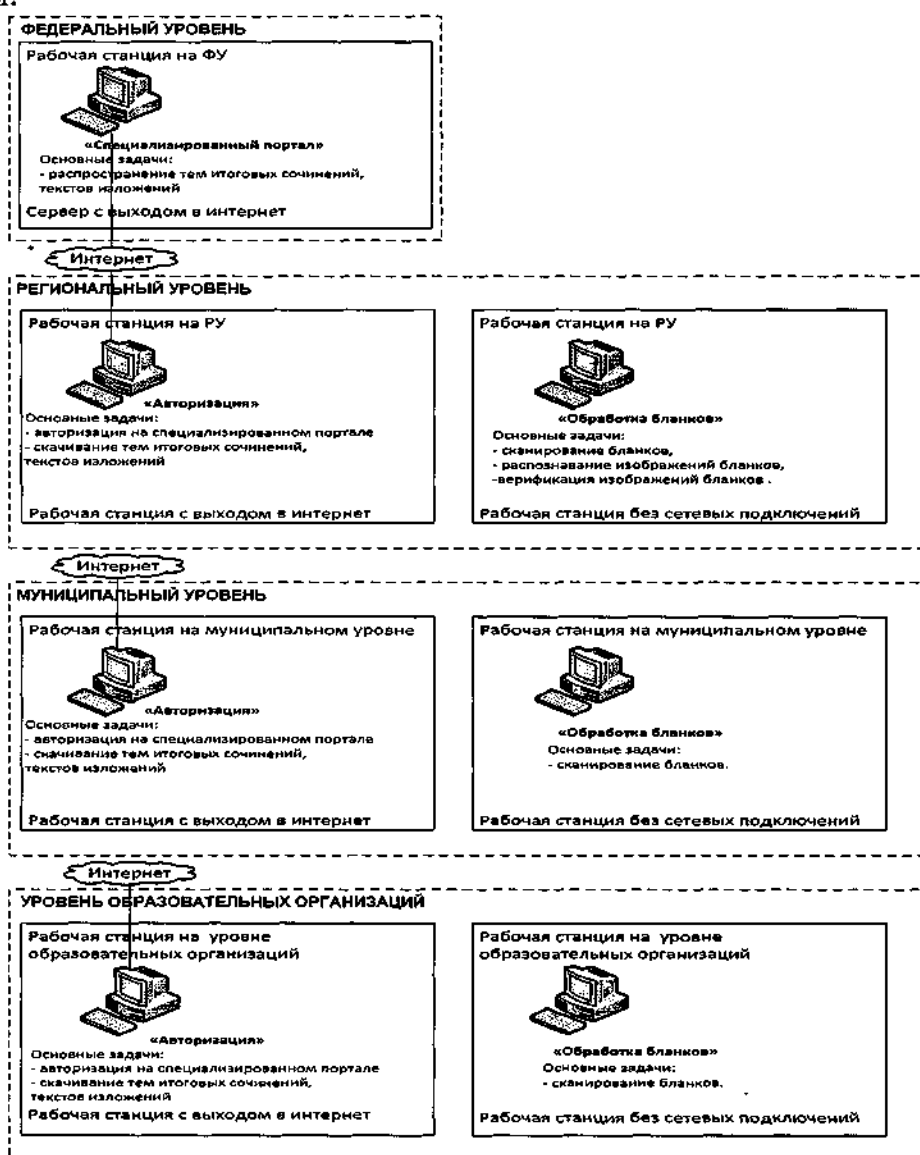 ФЕДЕРАЛЬНЫЙ УРОВЕНЬ
Рабочая станция на ФУ
«Специализированный портал»
Основные задачи:
- распространение тем итоговых сочинений,
текстов изложений
Сервер с выходом в интернет
Интернет
РЕГИОНАЛЬНЫЙ УРОВЕНЬ
Рабочая станция на РУ
«Авторизация»
Основные задачи:
- авторизация на специализированном портале
- скачивание тем итоговых сочинений,
текстов изложений
Рабочая станция с выходом в интернет
Рабочая станция на РУ
«Обработка бланков»
Основные задачи:
- сканирование бланков,
- распознавание изображений бланков,
-верификация изображений бланков .
Рабочая станция без сетевых подключений
Интернет
МУНИЦИПАЛЬНЫЙ УРОВЕНЬ
Рабочая станция на муниципальном уровне
«Авторизация»
Основные задачи:
- авторизация на специализированном портале
- скачивание тем итоговых сочинений,
текстов изложений
Рабочая станция с выходом в интернет
Рабочая станция на муниципальном уровне
«Обработка бланков»
Основные задачи:
- сканирование бланков.
Рабочая станция без сетевых подключений
Интернет
УРОВЕНЬ ОБРАЗОВАТЕЛЬНЫХ ОРГАНИЗАЦИЙ
Рабочая станция на уровне
образовательных организаций
«Авторизация»
Основные задачи:
- авторизация на специализированном портале
- скачивание тем итоговых сочинений,
текстов изложений
Рабочая станция с выходом в интернет
Рабочая станция на уровне
образовательных организаций
«Обработка бланков»
Основные задачи:
- сканирование бланков.
Рабочая станция без сетевых подключений